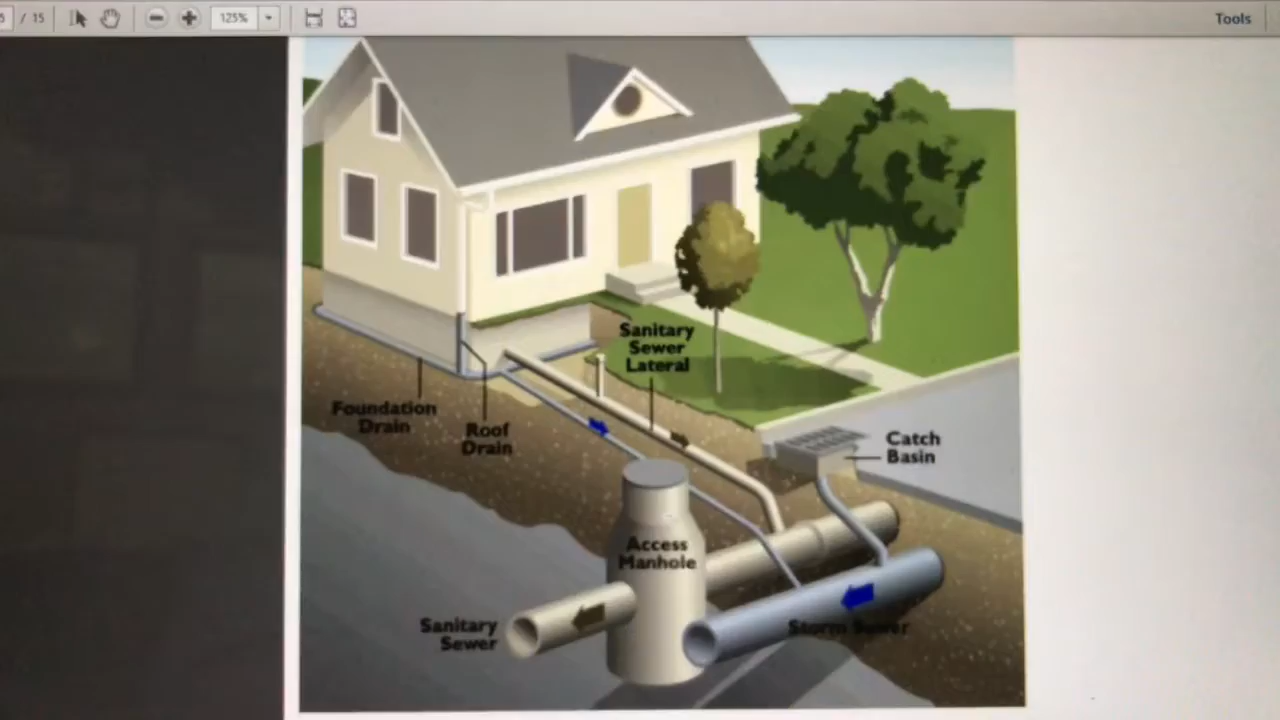 / 15
125%
Tools
Sanitary
Sewer
Lateral
Foundation
Drain
Roof
Drain
Catch
Basin
Access
Manhole
Sanitary
Sewer
Storm Sewer